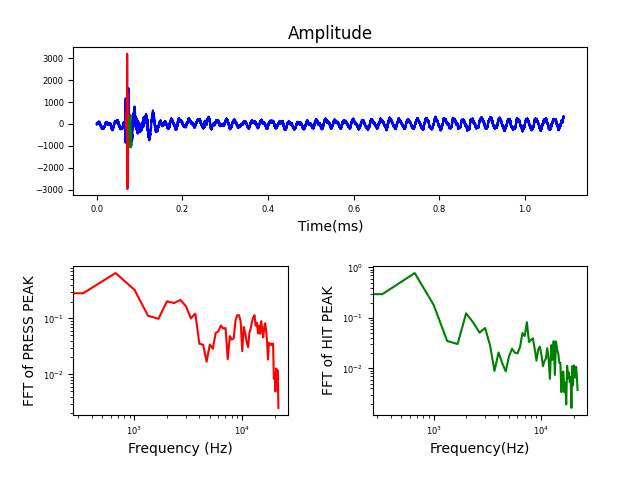 Amplitude
3000
2000
1000
0
−1000
−2000
−3000
0.0 0.2 0.4 0.6 0.8 1.0
Time(ms)
FFT of PRESS PEAK
10⁻¹
10⁻²
10³ 10⁴
Frequency (Hz)
FFT of HIT PEAK
10⁰
10⁻¹
10⁻²
10³ 10⁴
Frequency(Hz)